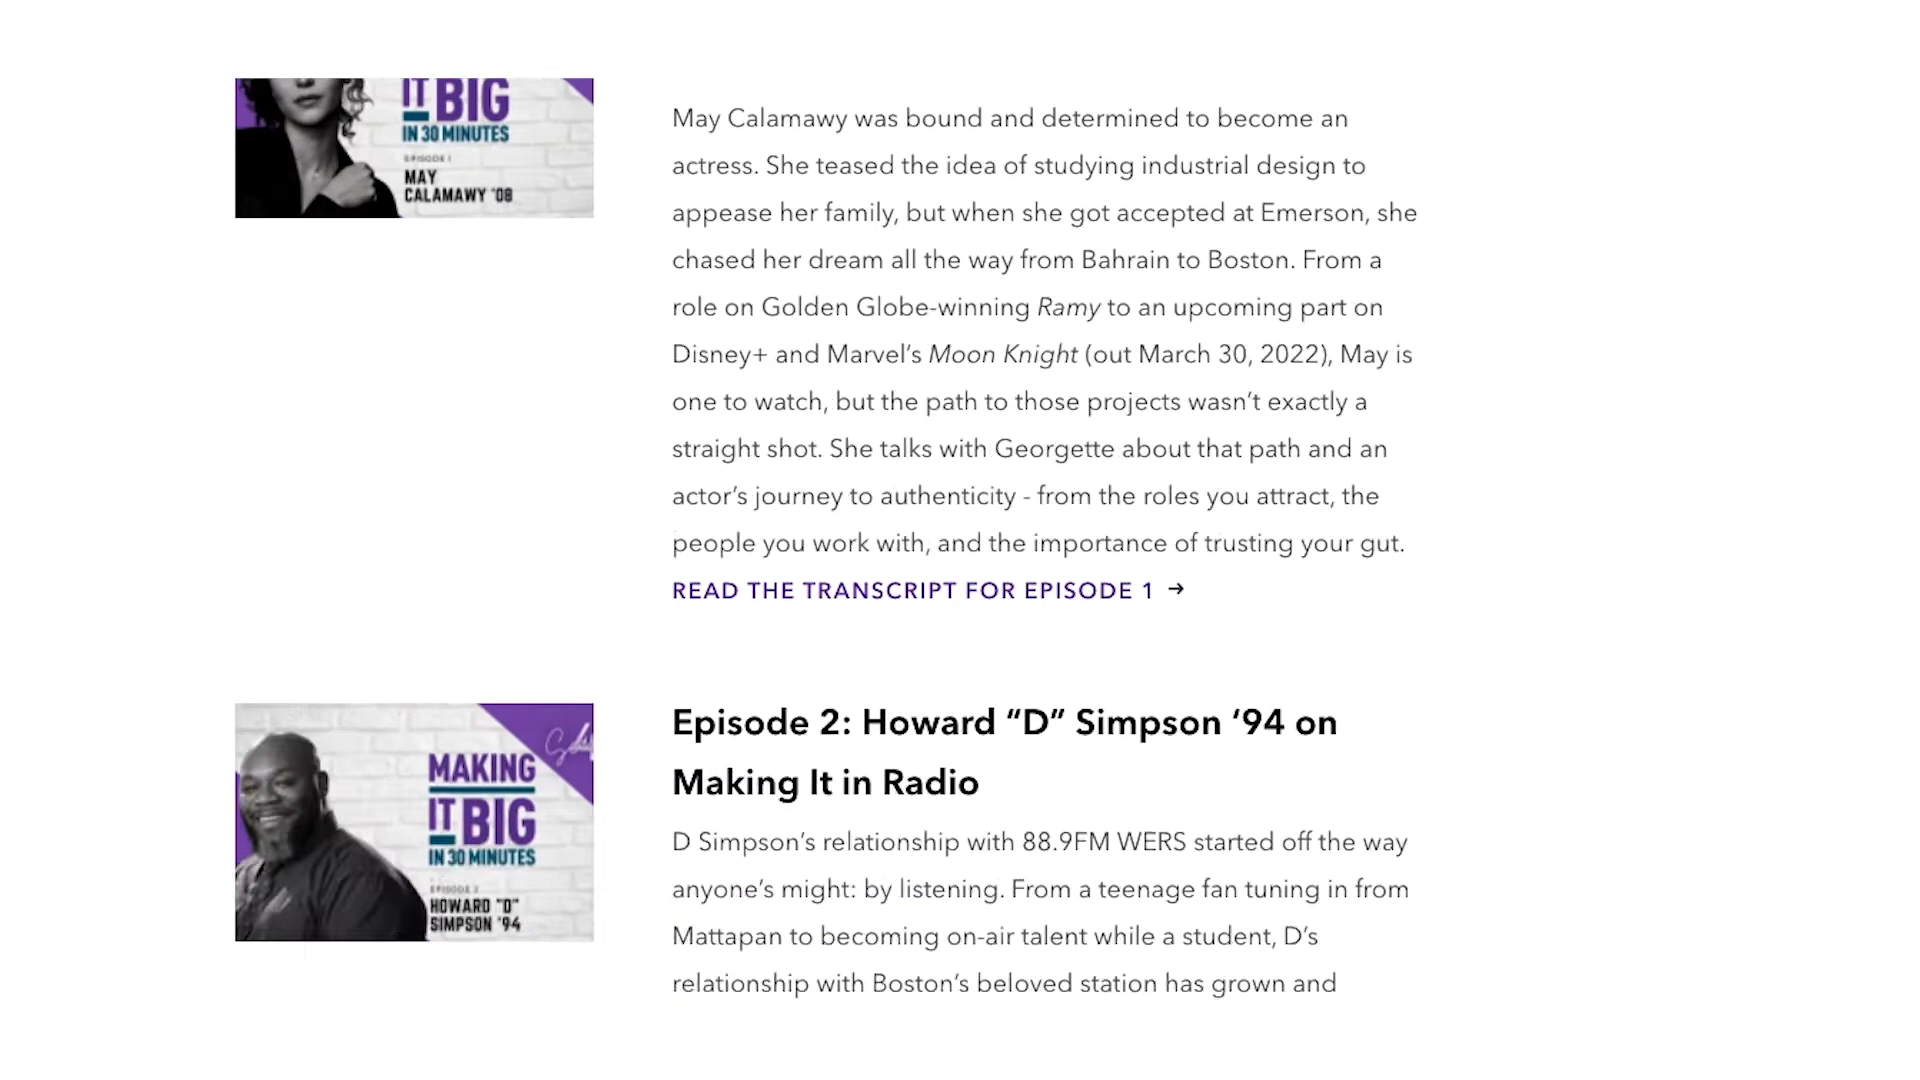 IT BIG
IN 30 MINUTES
EPISODE 1
MAY
CALAMAWY '08
May Calamawy was bound and determined to become an
actress. She teased the idea of studying industrial design to
appease her family, but when she got accepted at Emerson, she
chased her dream all the way from Bahrain to Boston. From a
role on Golden Globe-winning Ramy to an upcoming part on
Disney+ and Marvel’s Moon Knight (out March 30, 2022), May is
one to watch, but the path to those projects wasn’t exactly a
straight shot. She talks with Georgette about that path and an
actor’s journey to authenticity - from the roles you attract, the
people you work with, and the importance of trusting your gut.
READ THE TRANSCRIPT FOR EPISODE 1 →
MAKING
IT BIG
IN 30 MINUTES
EPISODE 2
HOWARD "D"
SIMPSON '94
Episode 2: Howard “D” Simpson ‘94 on
Making It in Radio
D Simpson’s relationship with 88.9FM WERS started off the way
anyone’s might: by listening. From a teenage fan tuning in from
Mattapan to becoming on-air talent while a student, D’s
relationship with Boston’s beloved station has grown and